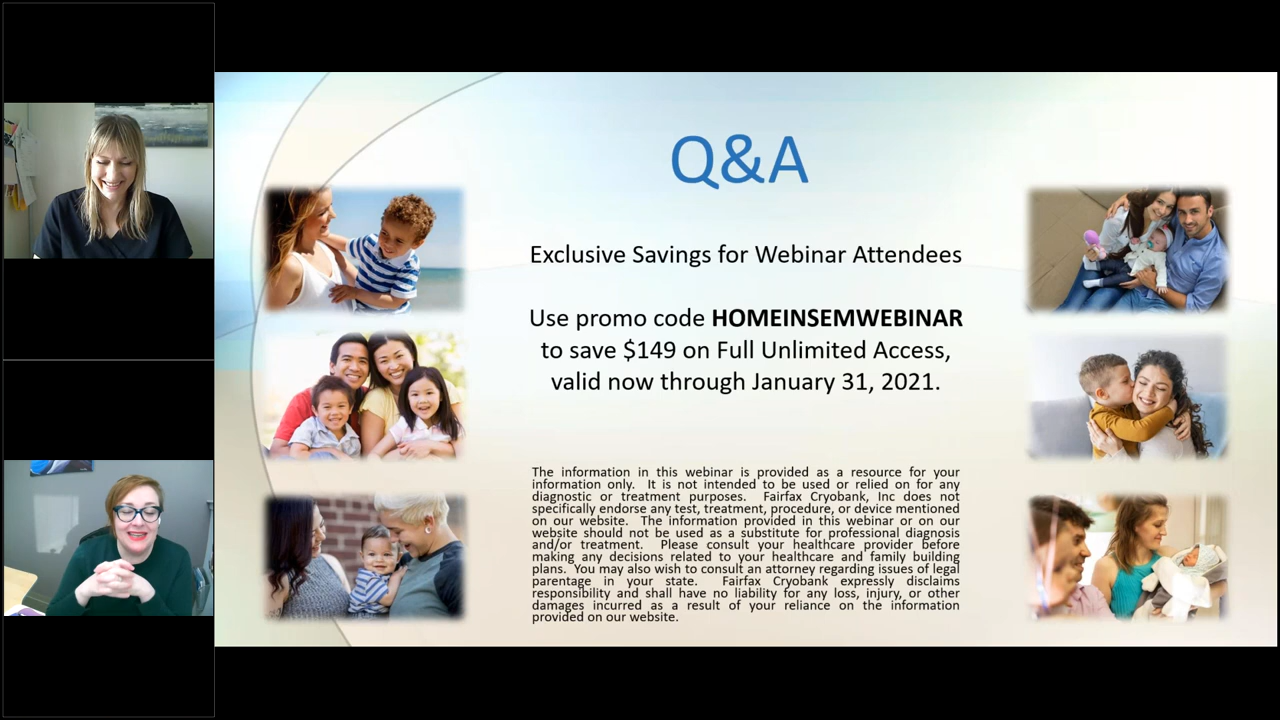 Q&A
Exclusive Savings for Webinar Attendees
Use promo code HOMEINSEMWEBINAR
to save $149 on Full Unlimited Access,
valid now through January 31, 2021.
The information in this webinar is provided as a resource for your
information only. It is not intended to be used or relied on for any
diagnostic or treatment purposes. Fairfax Cryobank, Inc does not
specifically endorse any test, treatment, procedure, or device mentioned
on our website. The information provided in this webinar or on our
website should not be used as a substitute for professional diagnosis
and/or treatment. Please consult your healthcare provider before
making any decisions related to your healthcare and family building
plans. You may also wish to consult an attorney regarding issues of legal
parentage in your state. Fairfax Cryobank expressly disclaims
responsibility and shall have no liability for any loss, injury, or other
damages incurred as a result of your reliance on the information
provided on our website.